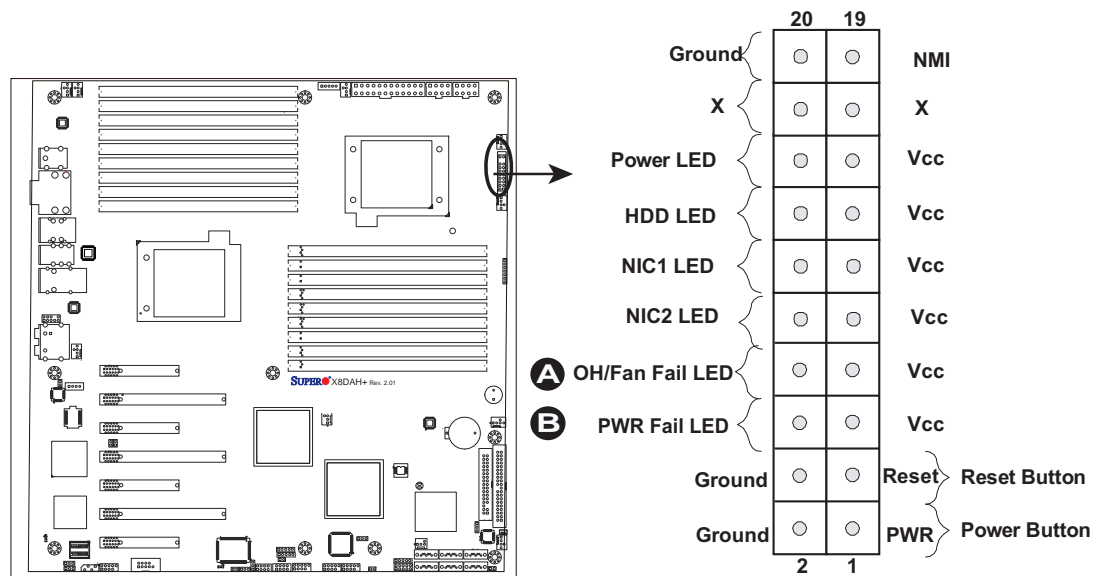 20 19
Ground NMI
X X
Power LED Vcc
HDD LED Vcc
NIC1 LED Vcc
NIC2 LED Vcc
A OH/Fan Fail LED Vcc
B PWR Fail LED Vcc
Ground Reset Reset Button
Ground PWR Power Button
2 1
SUPER X8DAH+ Rev. 2.01